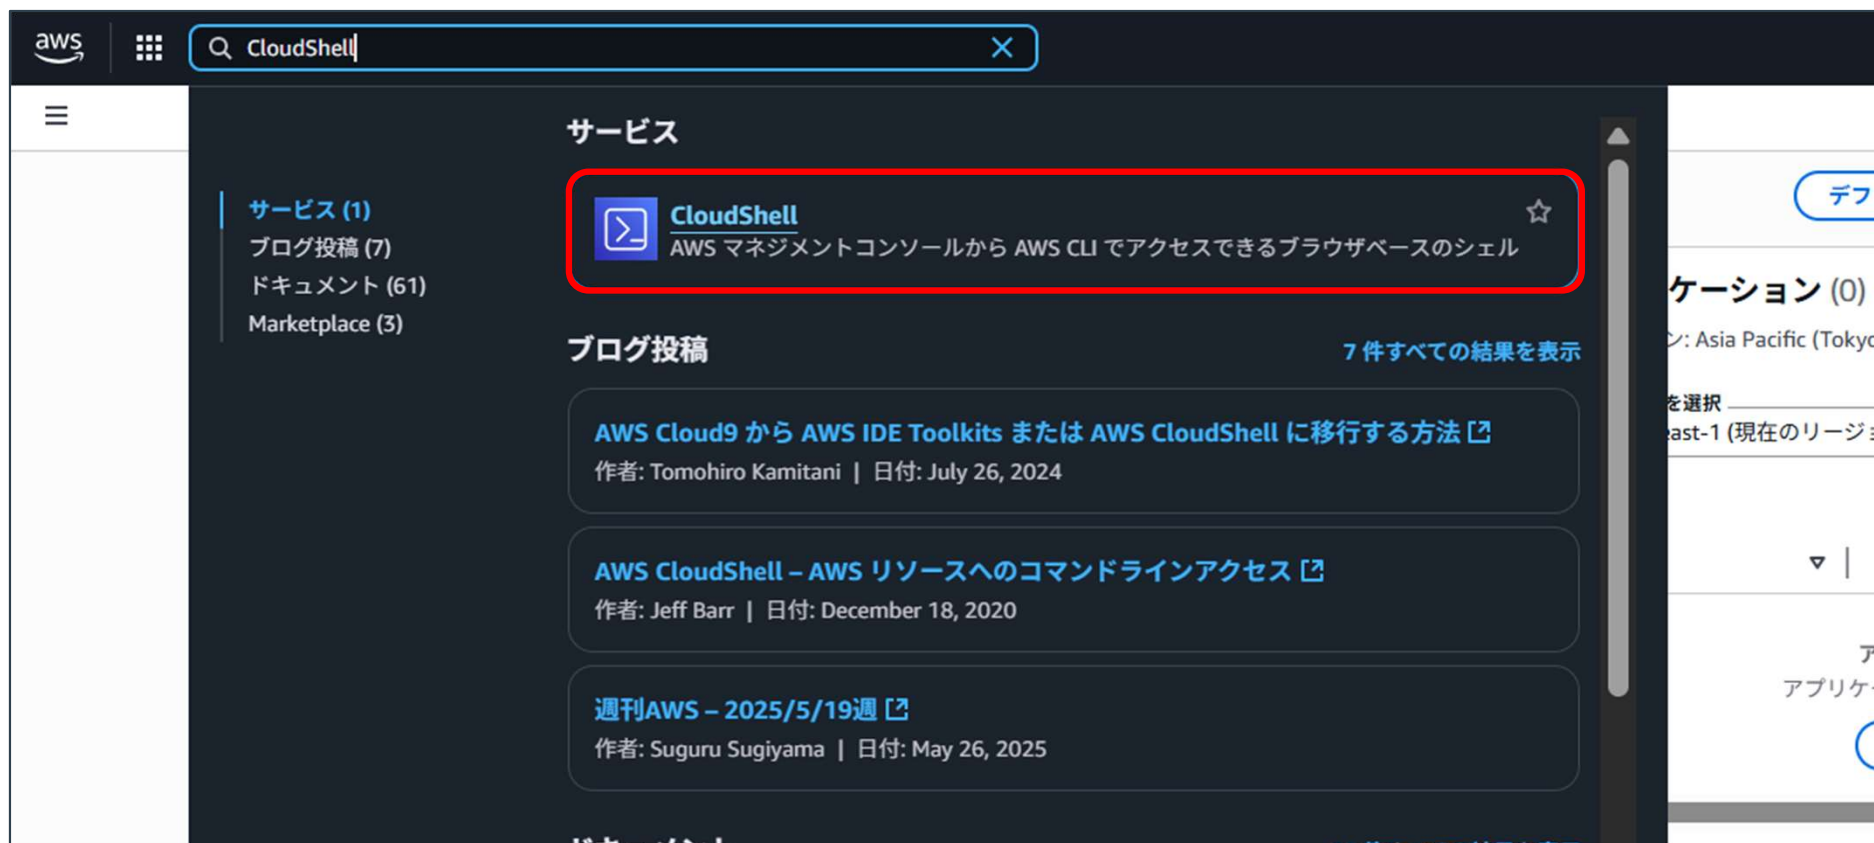 aws
CloudShell
サービス (1)
ブログ投稿 (7)
ドキュメント (61)
Marketplace (3)
サービス
CloudShell
AWS マネジメントコンソールから AWS CLI でアクセスできるブラウザベースのシェル
ブログ投稿
7 件すべての結果を表示
AWS Cloud9 から AWS IDE Toolkits または AWS CloudShell に移行する方法
作者: Tomohiro Kamitani | 日付: July 26, 2024
AWS CloudShell – AWS リソースへのコマンドラインアクセス
作者: Jeff Barr | 日付: December 18, 2020
週刊AWS – 2025/5/19週
作者: Suguru Sugiyama | 日付: May 26, 2025
デフ
ケーション (0)
ン: Asia Pacific (Tokyo
を選択
east-1 (現在のリージョ
ア
アプリケー